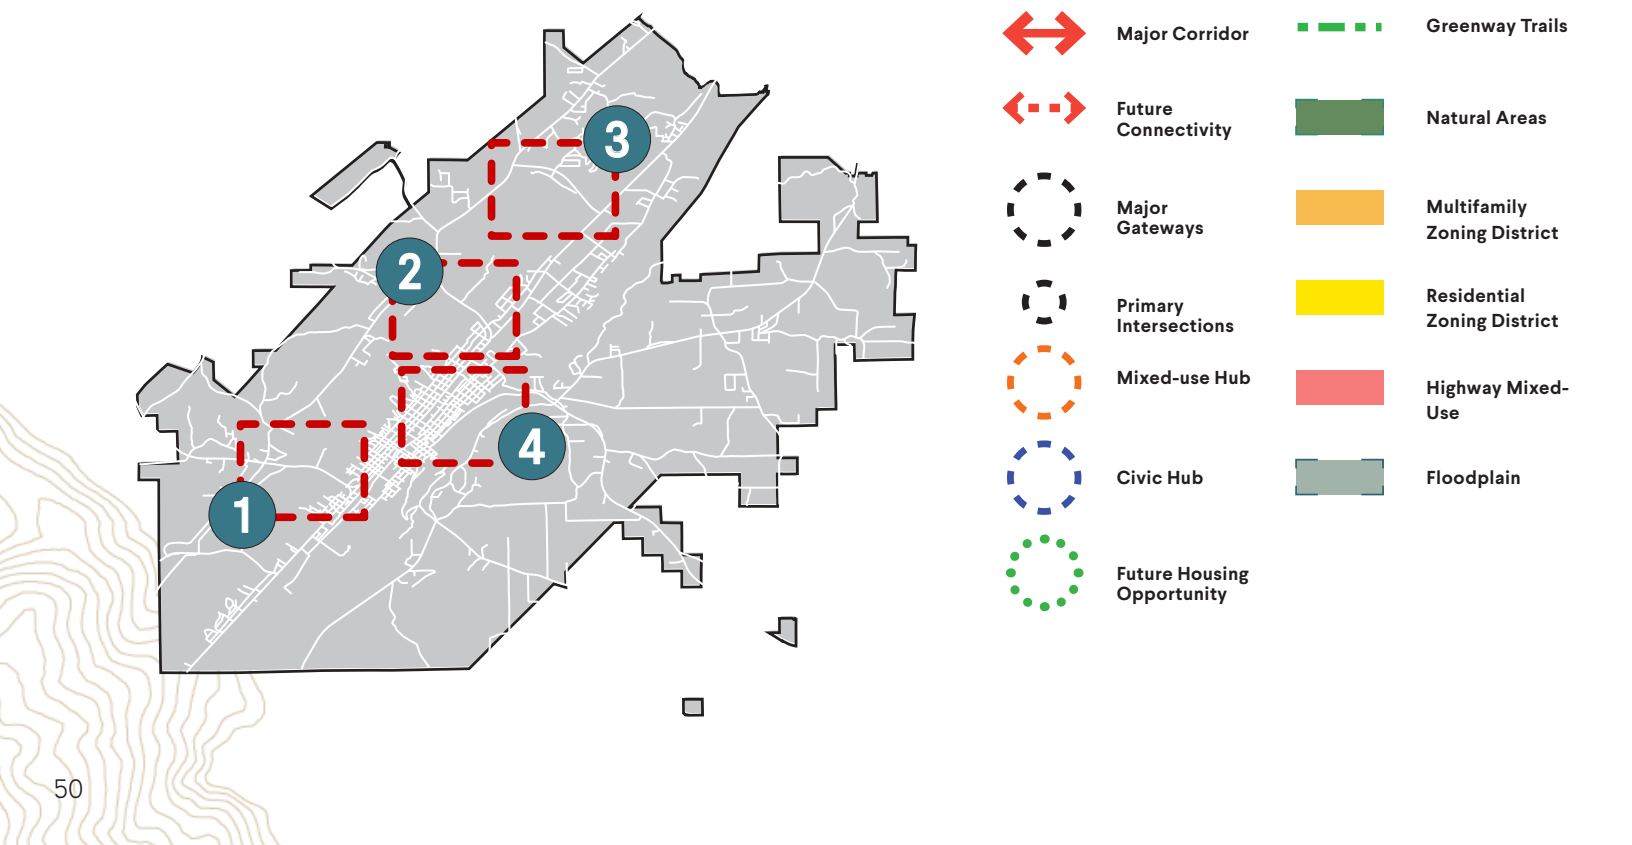 3
2
4
1
50
Major Corridor
Future
Connectivity
Major
Gateways
Primary
Intersections
Mixed-use Hub
Civic Hub
Future Housing
Opportunity
Greenway Trails
Natural Areas
Multifamily
Zoning District
Residential
Zoning District
Highway Mixed-
Use
Floodplain